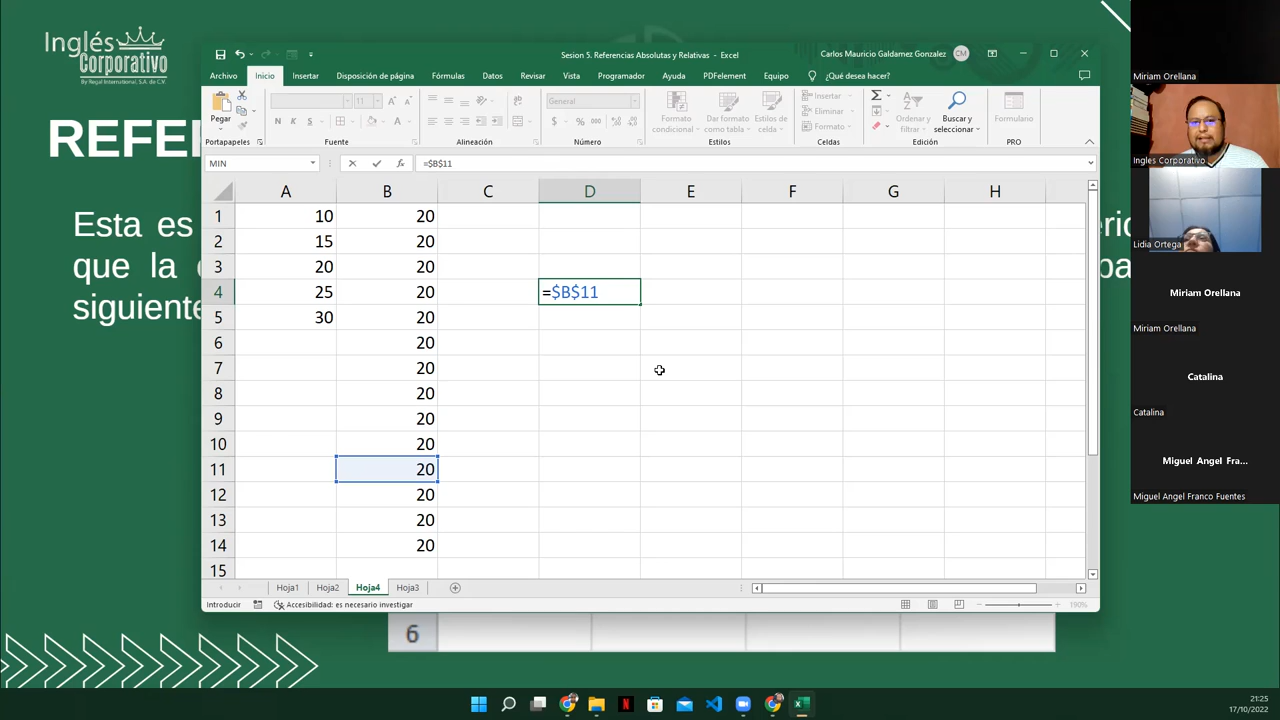 Inglés
Corporativo
By Regal International, S.A. de C.V.
REFE
Esta es
que la
siguient
Sesion 5. Referencias Absolutas y Relativas - Excel
Carlos Mauricio Galdamez Gonzalez
CM
Archivo Inicio Insertar Disposición de página Fórmulas Datos Revisar Vista Programador Ayuda PDFelement Equipo ¿Qué desea hacer?
Pegar
11
N K S
General
$ % 000
Formato
condicional
Dar formato
como tabla
Estilos de
celda
Insertar
Eliminar
Formato
Ordenar y
filtrar
Buscar y
seleccionar
Formulario
Portapapeles Fuente Alineación Número Estilos Celdas Edición PRO
MIN fx =$B$11
A B C D E F G H
1 10 20
2 15 20
3 20 20
4 25 20 =$B$11
5 30 20
6 20
7 20
8 20
9 20
10 20
11 20
12 20
13 20
14 20
15
Hoja1 Hoja2 Hoja4 Hoja3
Introducir Accesibilidad: es necesario investigar 190%
6
Miriam Orellana
Ingles Corporativo
Lidia Ortega
Miriam Orellana
Miriam Orellana
Catalina
Catalina
Miguel Angel Fra...
Miguel Angel Franco Fuentes
21:25
17/10/2022